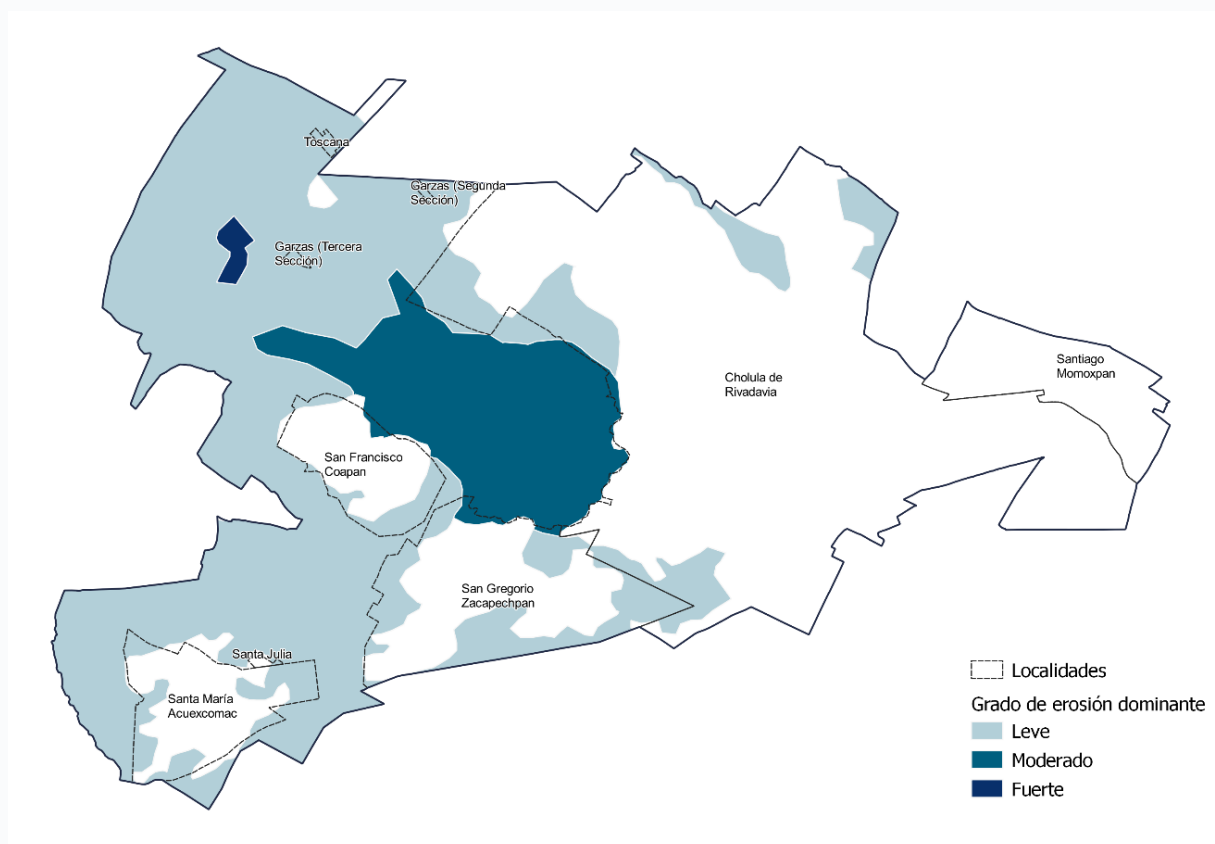 Toscana
Garzas (Segunda
Sección)
Garzas (Tercera
Sección)
Santiago
Momoxpan
Cholula de
Rivadavia
San Francisco
Coapan
San Gregorio
Zacapechpan
Santa Julia
Santa María
Acuexcomac
Localidades
Grado de erosión dominante
Leve
Moderado
Fuerte